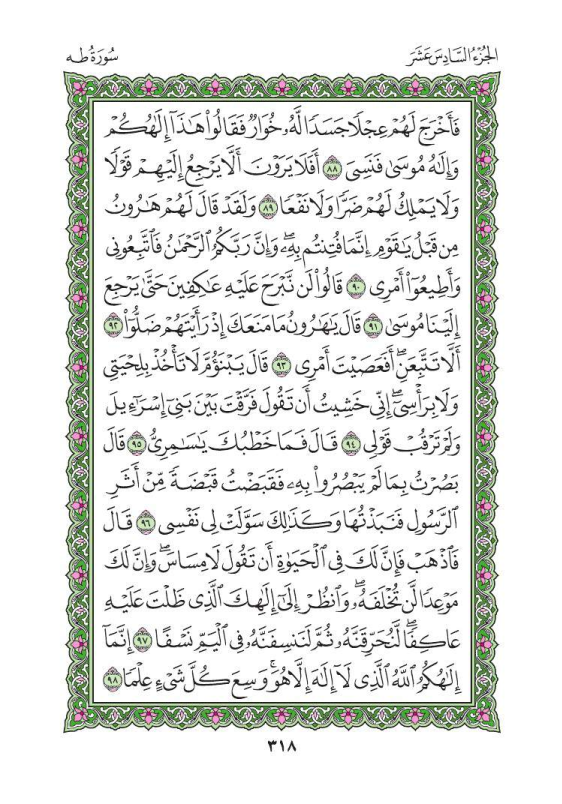 الجُزْءُ السَّادِسَ عَشَرَ
سُورَةُ طه
فَأَخْرَجَ لَهُمْ عِجْلًا جَسَدًا لَّهُۥ خُوَارٌ فَقَالُوا۟ هَٰذَآ إِلَٰهُكُمْ
وَإِلَٰهُ مُوسَىٰ فَنَسِىَ ٨٨ أَفَلَا يَرَوْنَ أَلَّا يَرْجِعُ إِلَيْهِمْ قَوْلًا
وَلَا يَمْلِكُ لَهُمْ ضَرًّا وَلَا نَفْعًا ٨٩ وَلَقَدْ قَالَ لَهُمْ هَٰرُونُ
مِن قَبْلُ يَٰقَوْمِ إِنَّمَا فُتِنتُم بِهِۦ ۖ وَإِنَّ رَبَّكُمُ ٱلرَّحْمَٰنُ فَٱتَّبِعُونِى
وَأَطِيعُوٓا۟ أَمْرِى ٩٠ قَالُوا۟ لَن نَّبْرَحَ عَلَيْهِ عَٰكِفِينَ حَتَّىٰ يَرْجِعَ
إِلَيْنَا مُوسَىٰ ٩١ قَالَ يَٰهَٰرُونُ مَا مَنَعَكَ إِذْ رَأَيْتَهُمْ ضَلُّوٓا۟ ٩٢
أَلَّا تَتَّبِعَنِ ۖ أَفَعَصَيْتَ أَمْرِى ٩٣ قَالَ يَبْنَؤُمَّ لَا تَأْخُذْ بِلِحْيَتِى
وَلَا بِرَأْسِىٓ ۖ إِنِّى خَشِيتُ أَن تَقُولَ فَرَّقْتَ بَيْنَ بَنِىٓ إِسْرَٰٓءِيلَ
وَلَمْ تَرْقُبْ قَوْلِى ٩٤ قَالَ فَمَا خَطْبُكَ يَٰسَٰمِرِىُّ ٩٥ قَالَ
بَصُرْتُ بِمَا لَمْ يَبْصُرُوا۟ بِهِۦ فَقَبَضْتُ قَبْضَةً مِّنْ أَثَرِ
ٱلرَّسُولِ فَنَبَذْتُهَا وَكَذَٰلِكَ سَوَّلَتْ لِى نَفْسِى ٩٦ قَالَ
فَٱذْهَبْ فَإِنَّ لَكَ فِى ٱلْحَيَوٰةِ أَن تَقُولَ لَا مِسَاسَ ۖ وَإِنَّ لَكَ
مَوْعِدًا لَّن تُخْلَفَهُۥ ۖ وَٱنظُرْ إِلَىٰٓ إِلَٰهِكَ ٱلَّذِى ظَلْتَ عَلَيْهِ
عَاكِفًا ۖ لَّنُحَرِّقَنَّهُۥ ثُمَّ لَنَنسِفَنَّهُۥ فِى ٱلْيَمِّ نَسْفًا ٩٧ إِنَّمَآ
إِلَٰهُكُمُ ٱللَّهُ ٱلَّذِى لَآ إِلَٰهَ إِلَّا هُوَ ۚ وَسِعَ كُلَّ شَىْءٍ عِلْمًا ٩٨
٣١٨